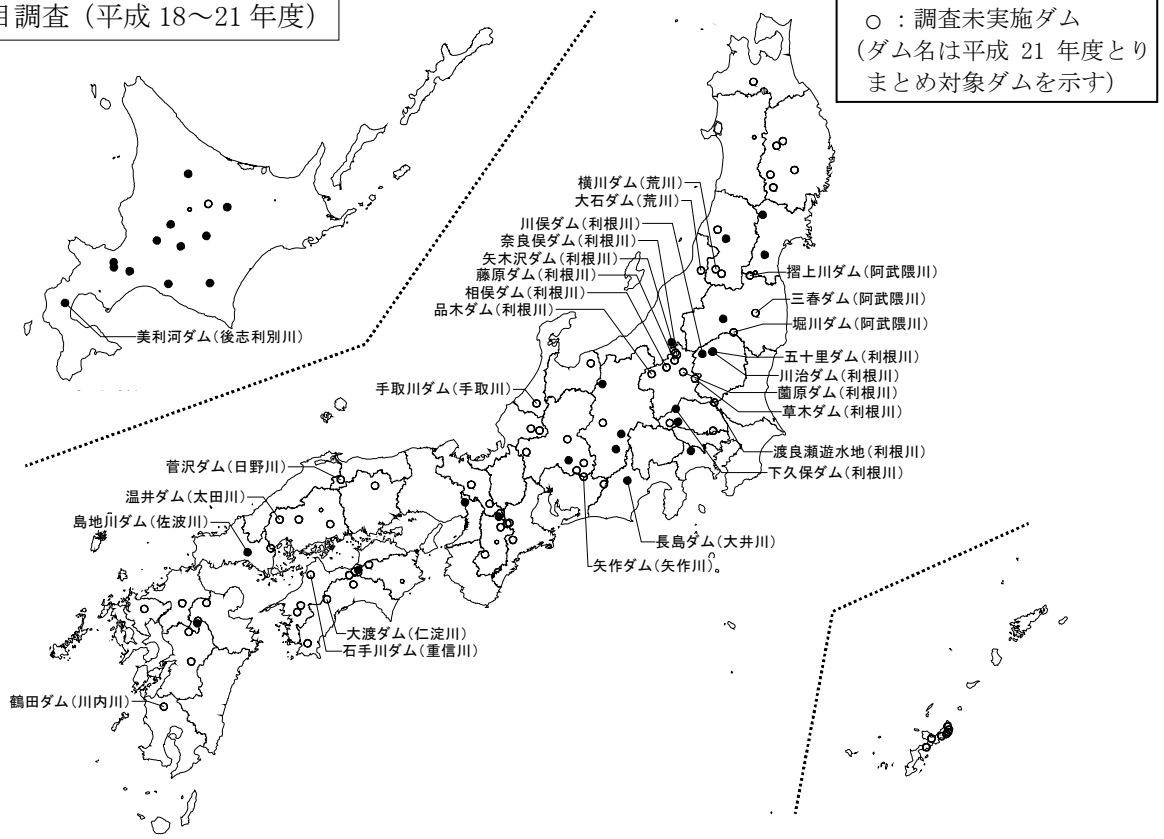 目調査（平成 18～21 年度）
○ ：調査未実施ダム
（ダム名は平成 21 年度とり
まとめ対象ダムを示す）
横川ダム（荒川）
大石ダム（荒川）
川俣ダム（利根川）
奈良俣ダム（利根川）
矢木沢ダム（利根川）
藤原ダム（利根川）
相俣ダム（利根川）
品木ダム（利根川）
摺上川ダム（阿武隈川）
三春ダム（阿武隈川）
堀川ダム（阿武隈川）
美利河ダム（後志利別川）
五十里ダム（利根川）
川治ダム（利根川）
薗原ダム（利根川）
草木ダム（利根川）
手取川ダム（手取川）
渡良瀬遊水地（利根川）
下久保ダム（利根川）
菅沢ダム（日野川）
温井ダム（太田川）
島地川ダム（佐波川）
長島ダム（大井川）
矢作ダム（矢作川）
大渡ダム（仁淀川）
石手川ダム（重信川）
鶴田ダム（川内川）